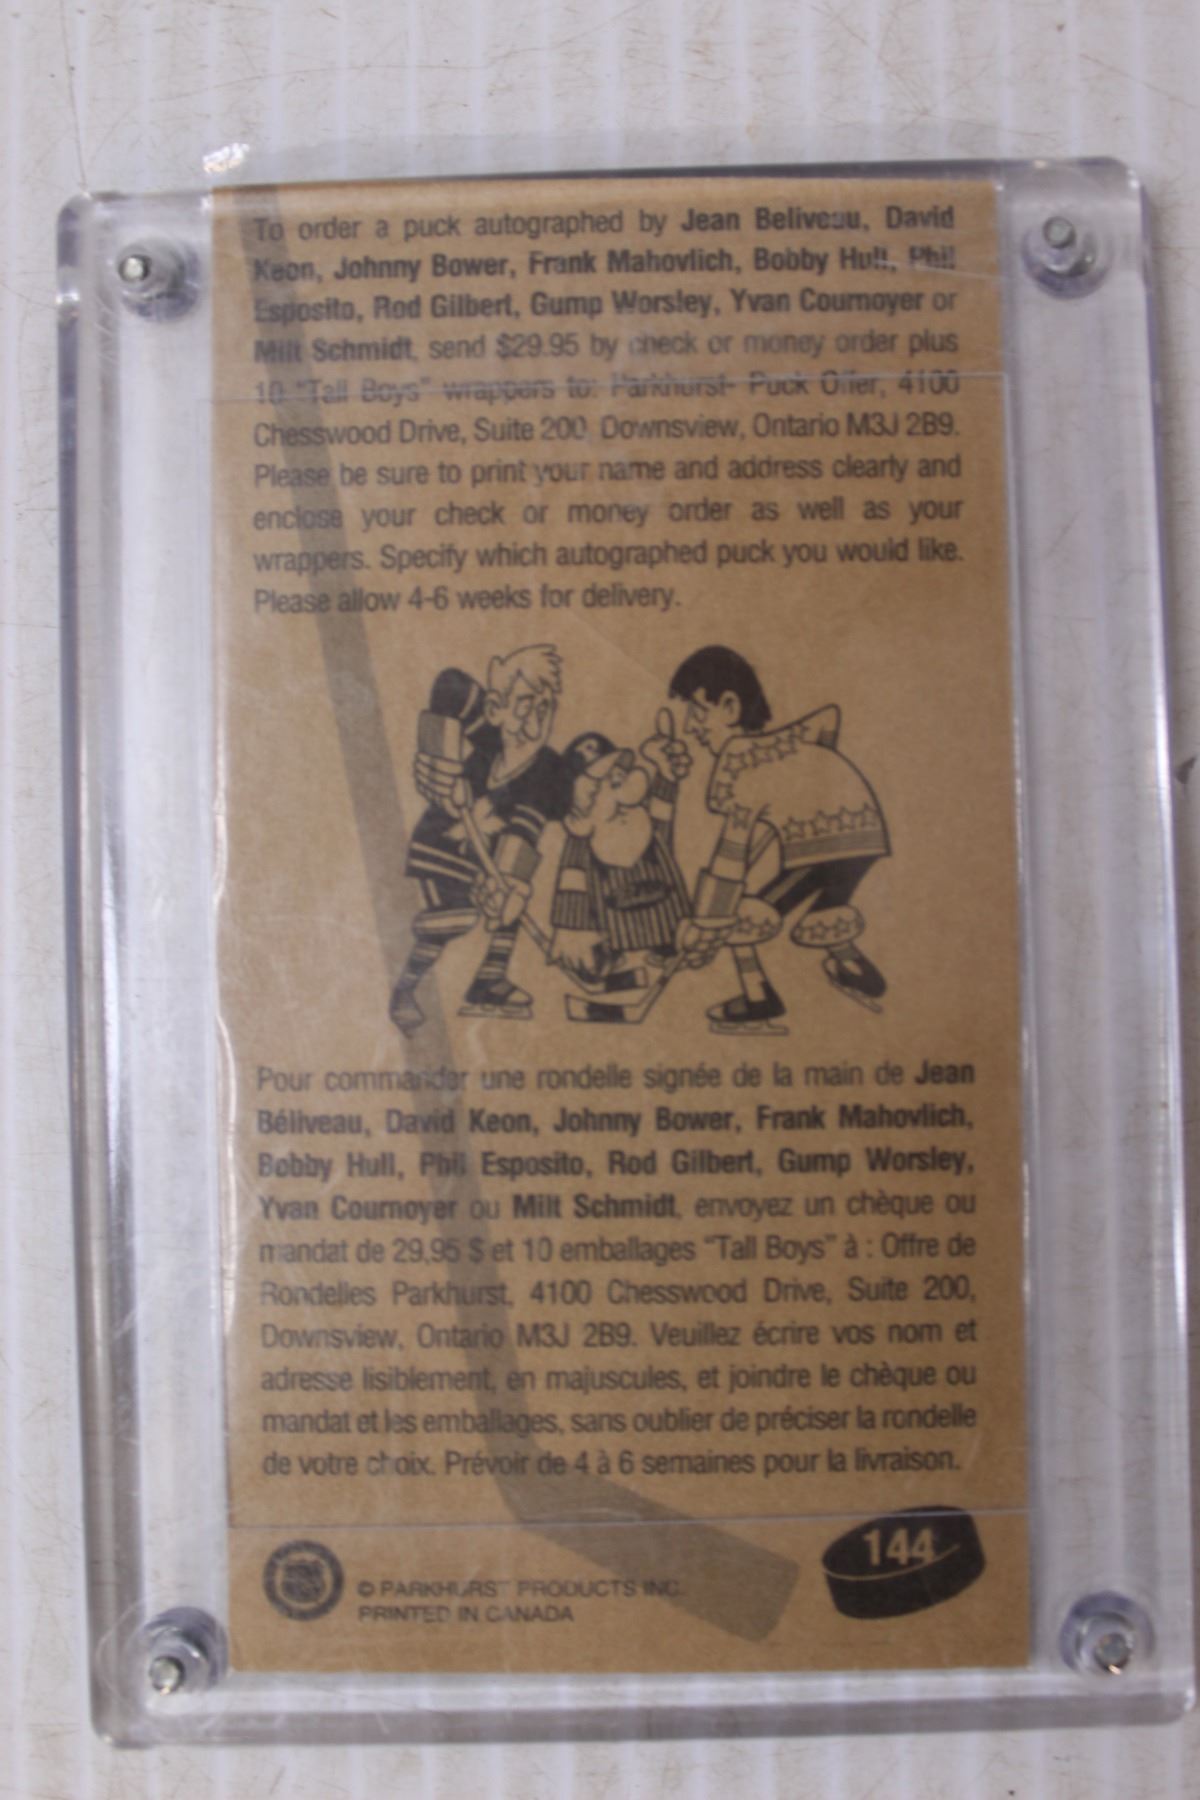 To order a puck autographed by Jean Beliveau, David
Keon, Johnny Bower, Frank Mahovlich, Bobby Hull, Phil
Esposito, Rod Gilbert, Gump Worsley, Yvan Cournoyer or
Milt Schmidt, send $29.95 by check or money order plus
10 "Tall Boys" wrappers to: Parkhurst- Puck Offer, 4100
Chesswood Drive, Suite 200, Downsview, Ontario M3J 2B9.
Please be sure to print your name and address clearly and
enclose your check or money order as well as your
wrappers. Specify which autographed puck you would like.
Please allow 4-6 weeks for delivery.
Pour commander une rondelle signée de la main de Jean
Béliveau, David Keon, Johnny Bower, Frank Mahovlich,
Bobby Hull, Phil Esposito, Rod Gilbert, Gump Worsley,
Yvan Cournoyer ou Milt Schmidt, envoyez un chèque ou
mandat de 29,95 $ et 10 emballages "Tall Boys" à : Offre de
Rondelles Parkhurst, 4100 Chesswood Drive, Suite 200,
Downsview, Ontario M3J 2B9. Veuillez écrire vos nom et
adresse lisiblement, en majuscules, et joindre le chèque ou
mandat et les emballages, sans oublier de préciser la rondelle
de votre choix. Prévoir de 4 à 6 semaines pour la livraison.
144
© PARKHURST PRODUCTS INC.
PRINTED IN CANADA